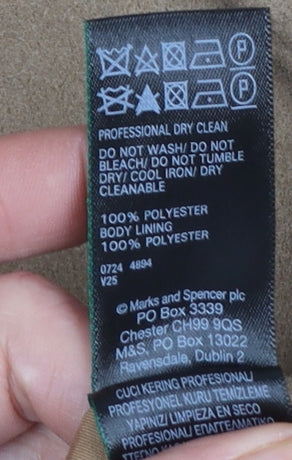 P
P
PROFESSIONAL DRY CLEAN
DO NOT WASH/ DO NOT
BLEACH/ DO NOT TUMBLE
DRY/ COOL IRON/ DRY
CLEANABLE
100% POLYESTER
BODY LINING
100% POLYESTER
0724 4894
V25
© Marks and Spencer plc
PO Box 3339
Chester CH99 9QS
M&S, PO Box 13022
Ravensdale, Dublin 2
CUCI KERING PROFESIONAL/
PROFESYONEL KURU TEMIZLEME
YAPINIZ/ LIMPIEZA EN SECO
PROFESIONAL/ ΕΠΑΓΓΕΛΜΑΤΙΚΟ